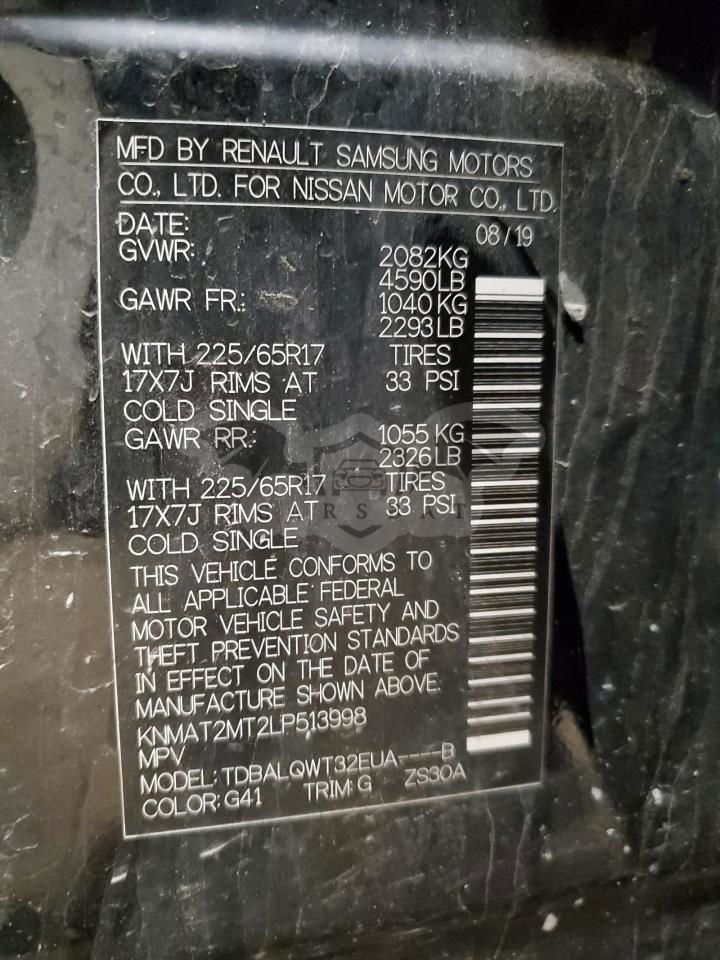 MFD BY RENAULT SAMSUNG MOTORS
CO., LTD. FOR NISSAN MOTOR CO., LTD.
DATE: 08/19
GVWR: 2082KG
4590LB
GAWR FR.: 1040KG
2293LB
WITH 225/65R17 TIRES
17X7J RIMS AT 33 PSI
COLD SINGLE
GAWR RR.: 1055 KG
2326LB
WITH 225/65R17 TIRES
17X7J RIMS AT 33 PSI
COLD SINGLE
THIS VEHICLE CONFORMS TO
ALL APPLICABLE FEDERAL
MOTOR VEHICLE SAFETY AND
THEFT PREVENTION STANDARDS
IN EFFECT ON THE DATE OF
MANUFACTURE SHOWN ABOVE.
KNMAT2MT2LP513998
MPV
MODEL: TDBALQWT32EUA----B
COLOR: G41 TRIM: G ZS30A